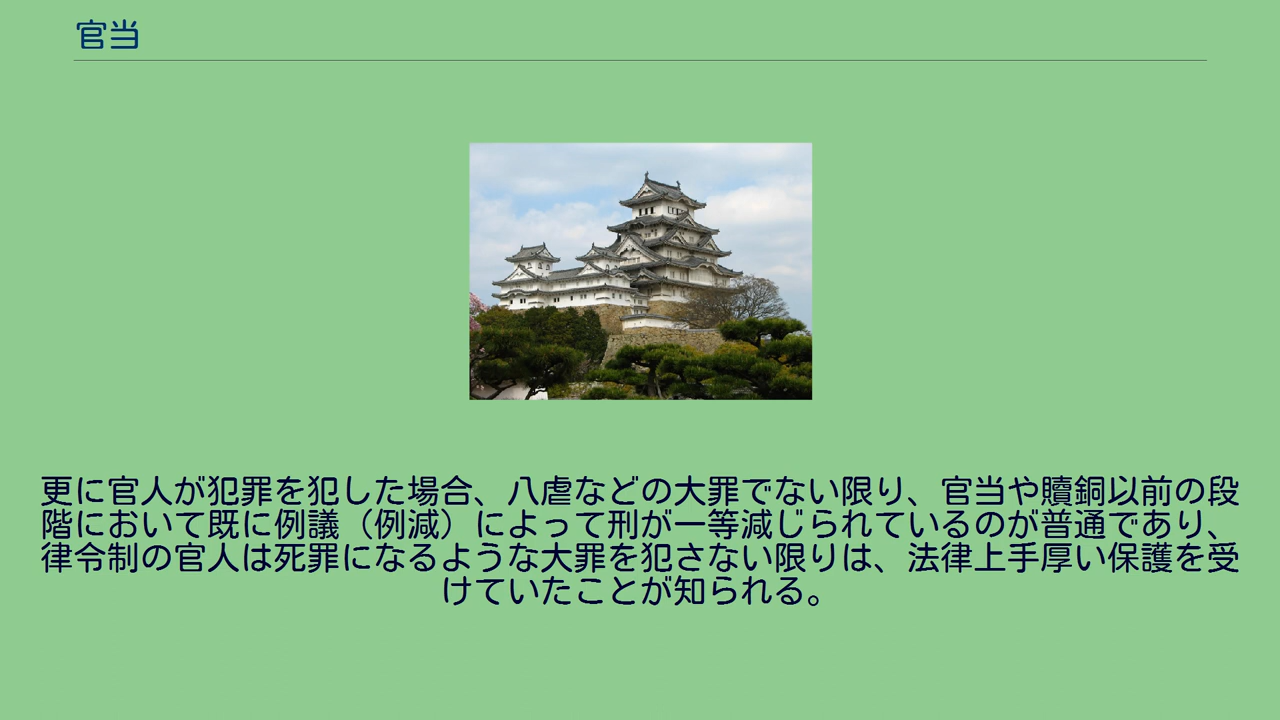 官当
更に官人が犯罪を犯した場合、八虐などの大罪でない限り、官当や贖銅以前の段
階において既に例議（例減）によって刑が一等減じられているのが普通であり、
律令制の官人は死罪になるような大罪を犯さない限りは、法律上手厚い保護を受
けていたことが知られる。